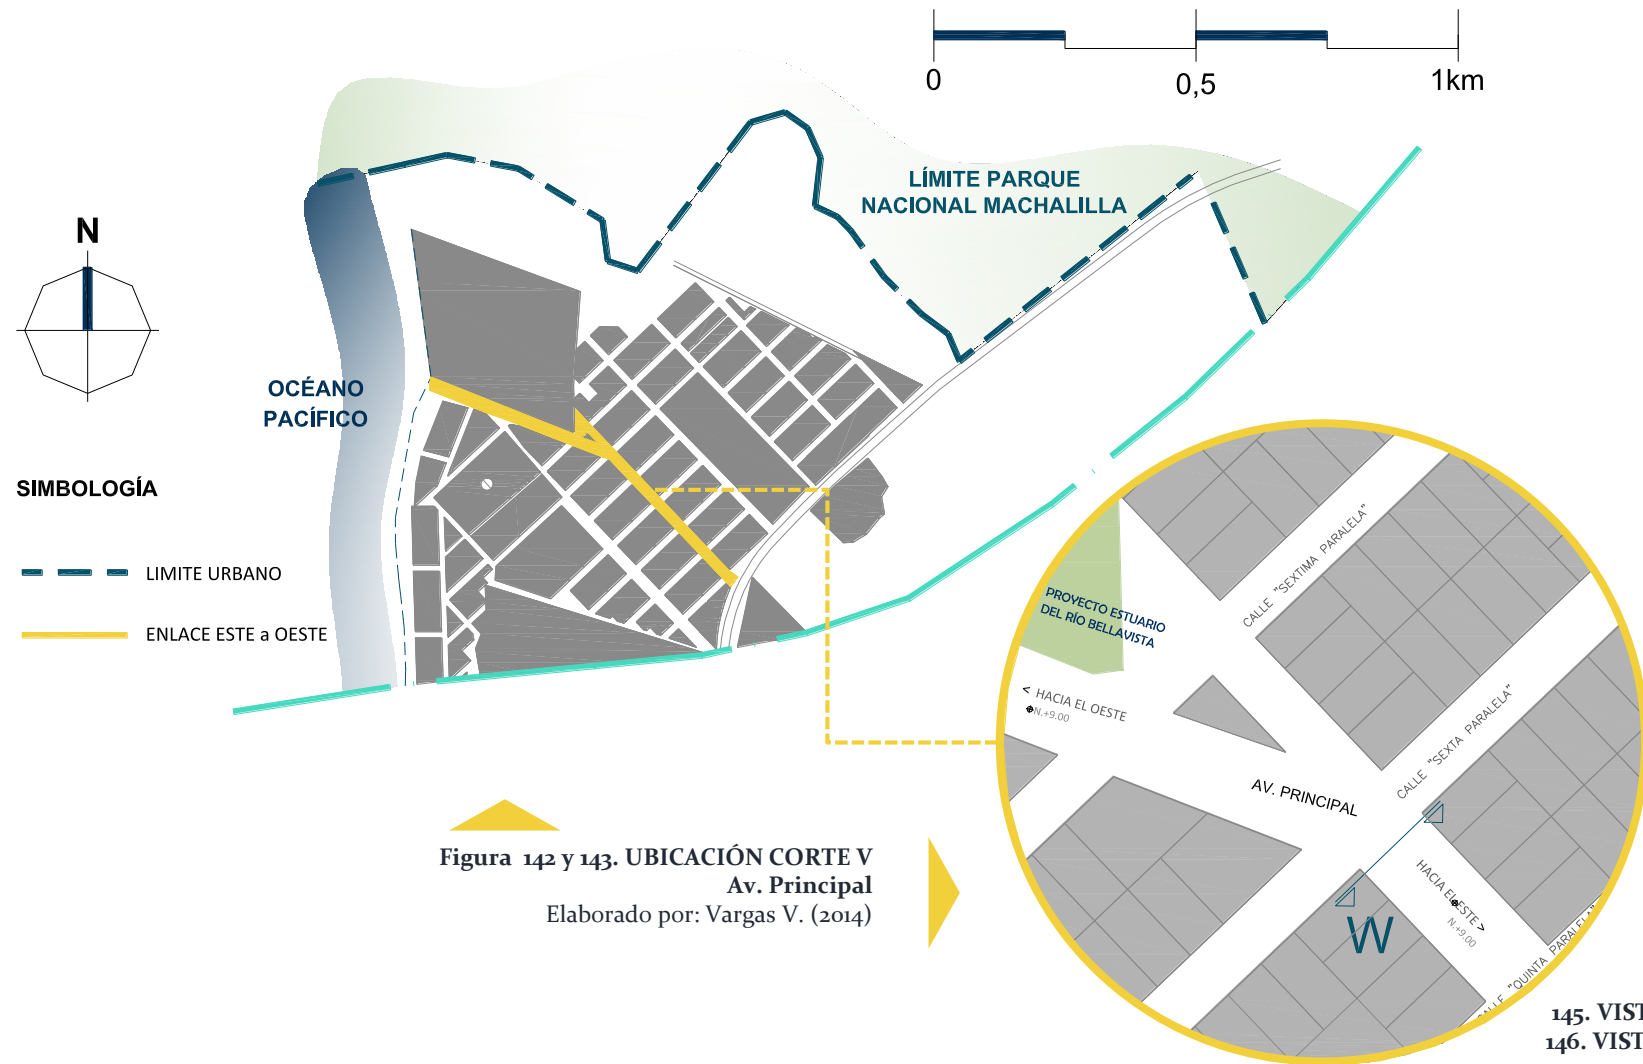 0
0,5
1km
LÍMITE PARQUE
NACIONAL MACHALILLA
N
OCÉANO
PACÍFICO
SIMBOLOGÍA
LIMITE URBANO
ENLACE ESTE a OESTE
CALLE "SEXTIMA PARALELA"
PROYECTO ESTUARIO
DEL RÍO BELLAVISTA
< HACIA EL OESTE
N.+9.00
CALLE "SEXTA PARALELA"
AV. PRINCIPAL
HACIA EL ESTE >
N.+9.00
W
CALLE "QUINTA PARALELA"
Figura 142 y 143. UBICACIÓN CORTE V
Av. Principal
Elaborado por: Vargas V. (2014)
145. VIST
146. VIST